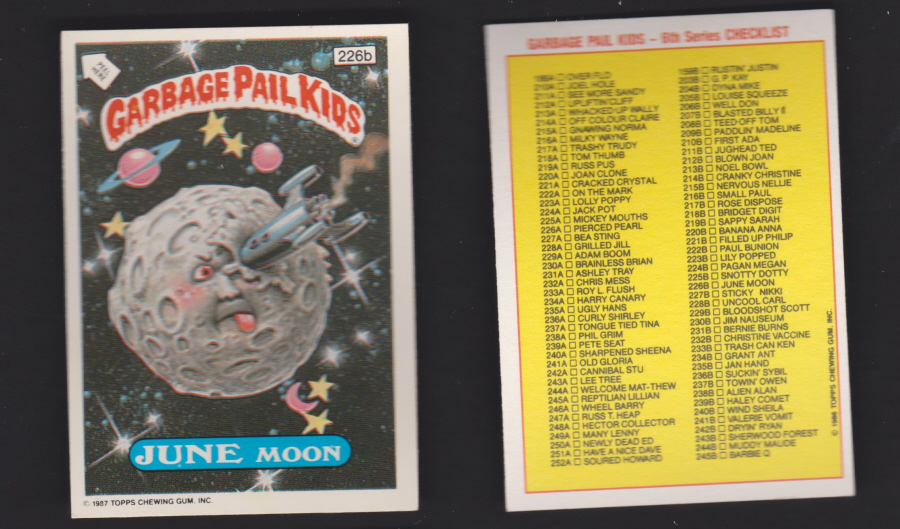 PEEL
HERE
226b
GARBAGE PAIL KIDS
JUNE MOON
© 1987 TOPPS CHEWING GUM, INC.
GARBAGE PAIL KIDS - 6th Series CHECKLIST
OVER FLO
210A □ JOEL HOLE
211A □ SEE MORE SANDY
212A □ UPLIFTIN' CLIFF
213A □ WHACKED UP WALLY
214A □ OFF COLOUR CLAIRE
215A □ GNAWING NORMA
216A □ MILKY WAYNE
217A □ TRASHY TRUDY
218A □ TOM THUMB
219A □ RUSS PUS
220A □ JOAN CLONE
221A □ CRACKED CRYSTAL
222A □ ON THE MARK
223A □ LOLLY POPPY
224A □ JACK POT
225A □ MICKEY MOUTHS
226A □ PIERCED PEARL
227A □ BEA STING
228A □ GRILLED JILL
229A □ ADAM BOOM
230A □ BRAINLESS BRIAN
231A □ ASHLEY TRAY
232A □ CHRIS MESS
233A □ ROY L. FLUSH
234A □ HARRY CANARY
235A □ UGLY HANS
236A □ CURLY SHIRLEY
237A □ TONGUE TIED TINA
238A □ PHIL GRIM
239A □ PETE SEAT
240A □ SHARPENED SHEENA
241A □ OLD GLORIA
242A □ CANNIBAL STU
243A □ LEE TREE
244A □ WELCOME MAT-THEW
245A □ REPTILIAN LILLIAN
246A □ WHEEL BARRY
247A □ RUSS T. HEAP
248A □ HECTOR COLLECTOR
249A □ MANY LENNY
250A □ NEWLY DEAD ED
251A □ HAVE A NICE DAVE
252A □ SOURED HOWARD
□ RUSTIN' JUSTIN
203B □ G. P. KAY
204B □ DYNA MIKE
205B □ LOUISE SQUEEZE
206B □ WELL DON
207B □ BLASTED BILLY II
208B □ TEED-OFF TOM
209B □ PADDLIN' MADELINE
210B □ FIRST ADA
211B □ JUGHEAD TED
212B □ BLOWN JOAN
213B □ NOEL BOWL
214B □ CRANKY CHRISTINE
215B □ NERVOUS NELLIE
216B □ SMALL PAUL
217B □ ROSE DISPOSE
218B □ BRIDGET DIGIT
219B □ SAPPY SARAH
220B □ BANANA ANNA
221B □ FILLED UP PHILIP
222B □ PAUL BUNION
223B □ LILY POPPED
224B □ PAGAN MEGAN
225B □ SNOTTY DOTTY
226B □ JUNE MOON
227B □ STICKY NIKKI
228B □ UNCOOL CARL
229B □ BLOODSHOT SCOTT
230B □ JIM NAUSEUM
231B □ BERNIE BURNS
232B □ CHRISTINE VACCINE
233B □ TRASH CAN KEN
234B □ GRANT ANT
235B □ JAN HAND
236B □ SUCKIN' SYBIL
237B □ TOWIN' OWEN
238B □ ALIEN ALAN
239B □ HALEY COMET
240B □ WIND SHEILA
241B □ VALERIE VOMIT
242B □ DRYIN' RYAN
243B □ SHERWOOD FOREST
244B □ MUDDY MAUDE
245B □ BARBIE Q
© 1986 TOPPS CHEWING GUM, INC.